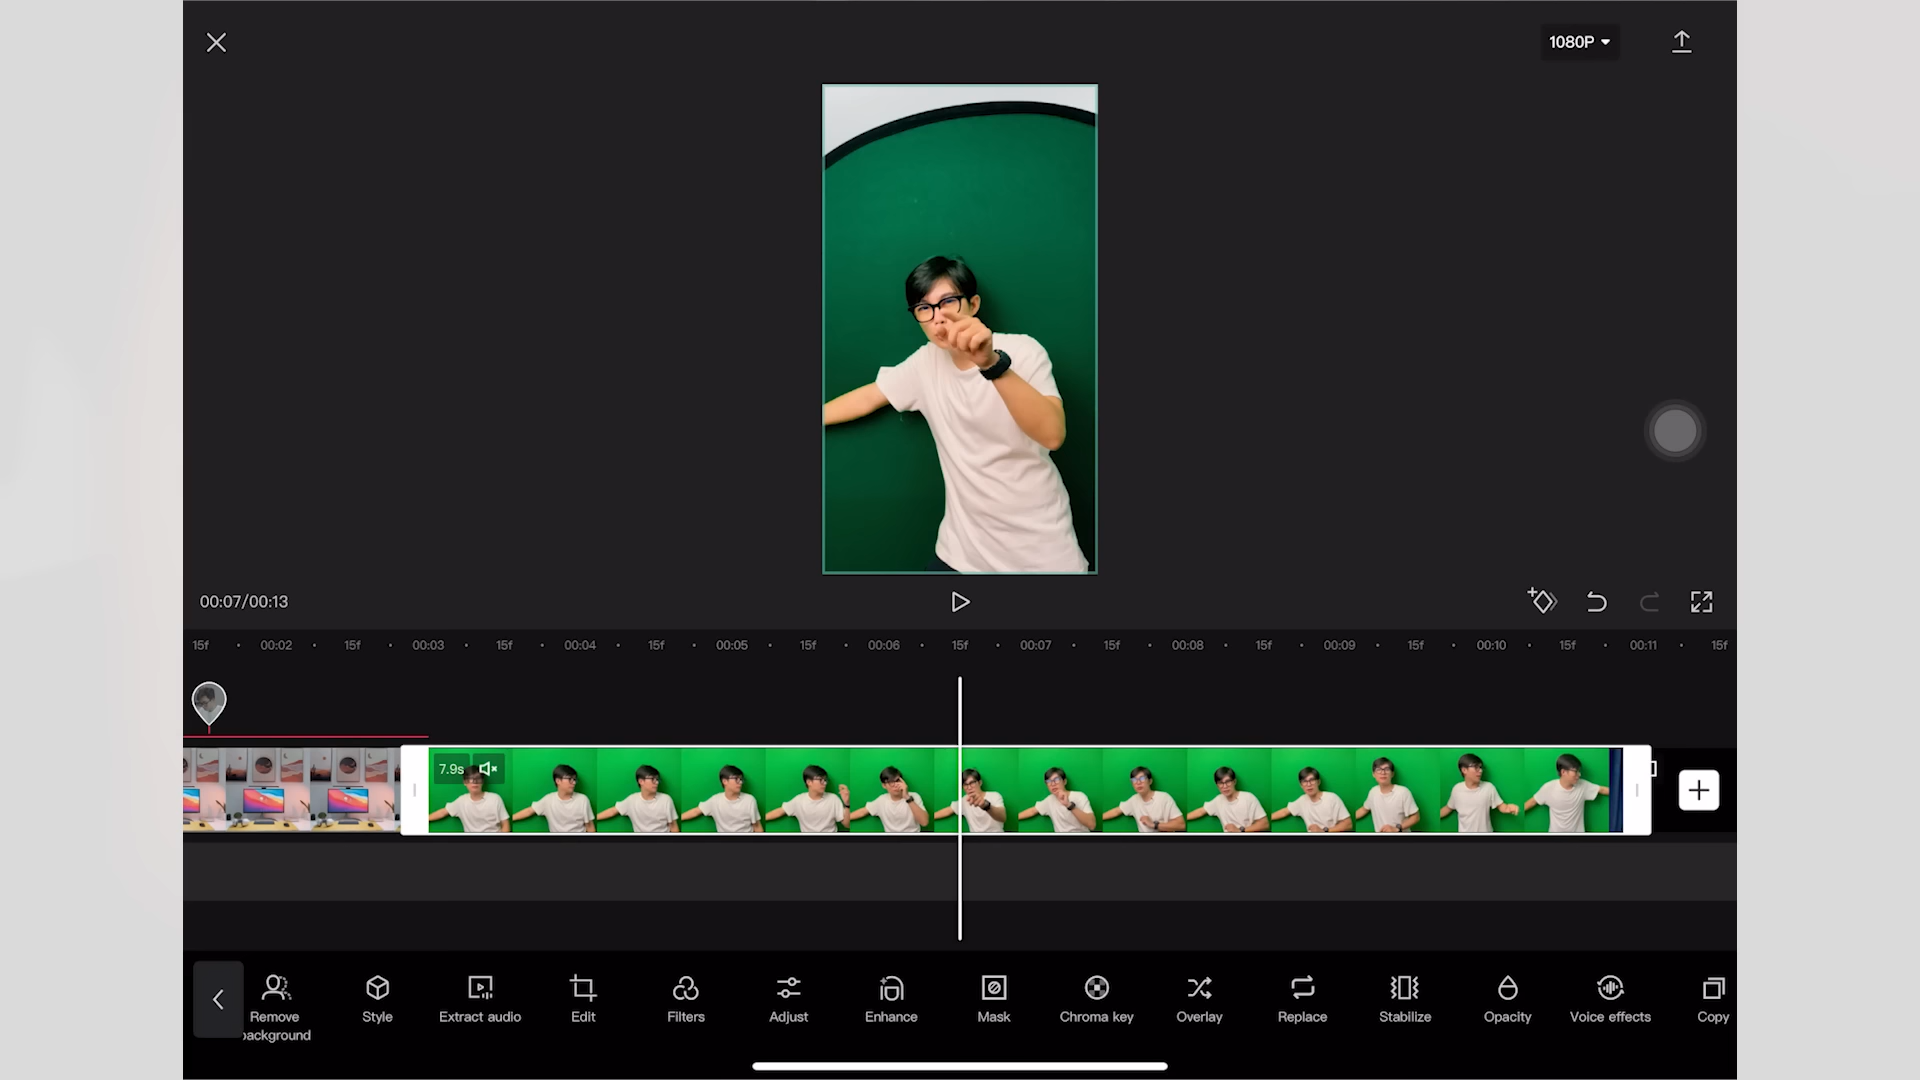 1080P
00:07/00:13
15f 00:02 15f 00:03 15f 00:04 15f 00:05 15f 00:06 15f 00:07 15f 00:08 15f 00:09 15f 00:10 15f 00:11 15f
7.9s
Remove background
Style
Extract audio
Edit
Filters
Adjust
Enhance
Mask
Chroma key
Overlay
Replace
Stabilize
Opacity
Voice effects
Copy